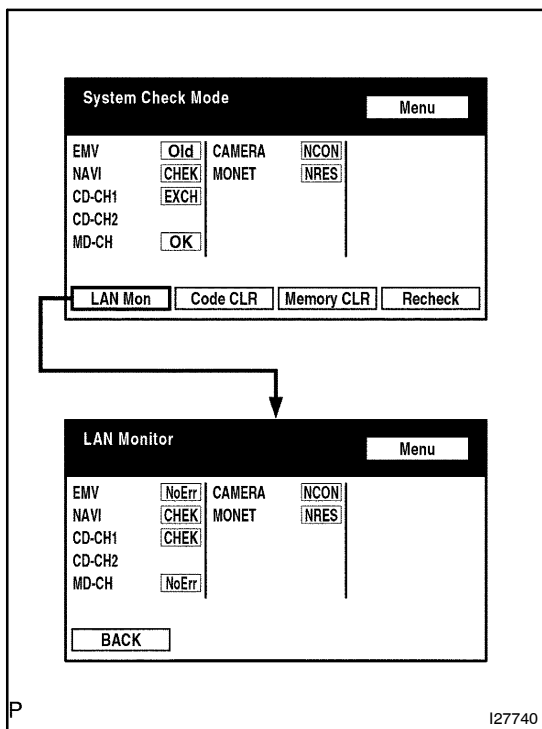 System Check Mode
Menu
EMV Old CAMERA NCON
NAVI CHEK MONET NRES
CD-CH1 EXCH
CD-CH2
MD-CH OK
LAN Mon Code CLR Memory CLR Recheck
LAN Monitor
Menu
EMV NoErr CAMERA NCON
NAVI CHEK MONET NRES
CD-CH1 CHEK
CD-CH2
MD-CH NoErr
BACK
P
I27740